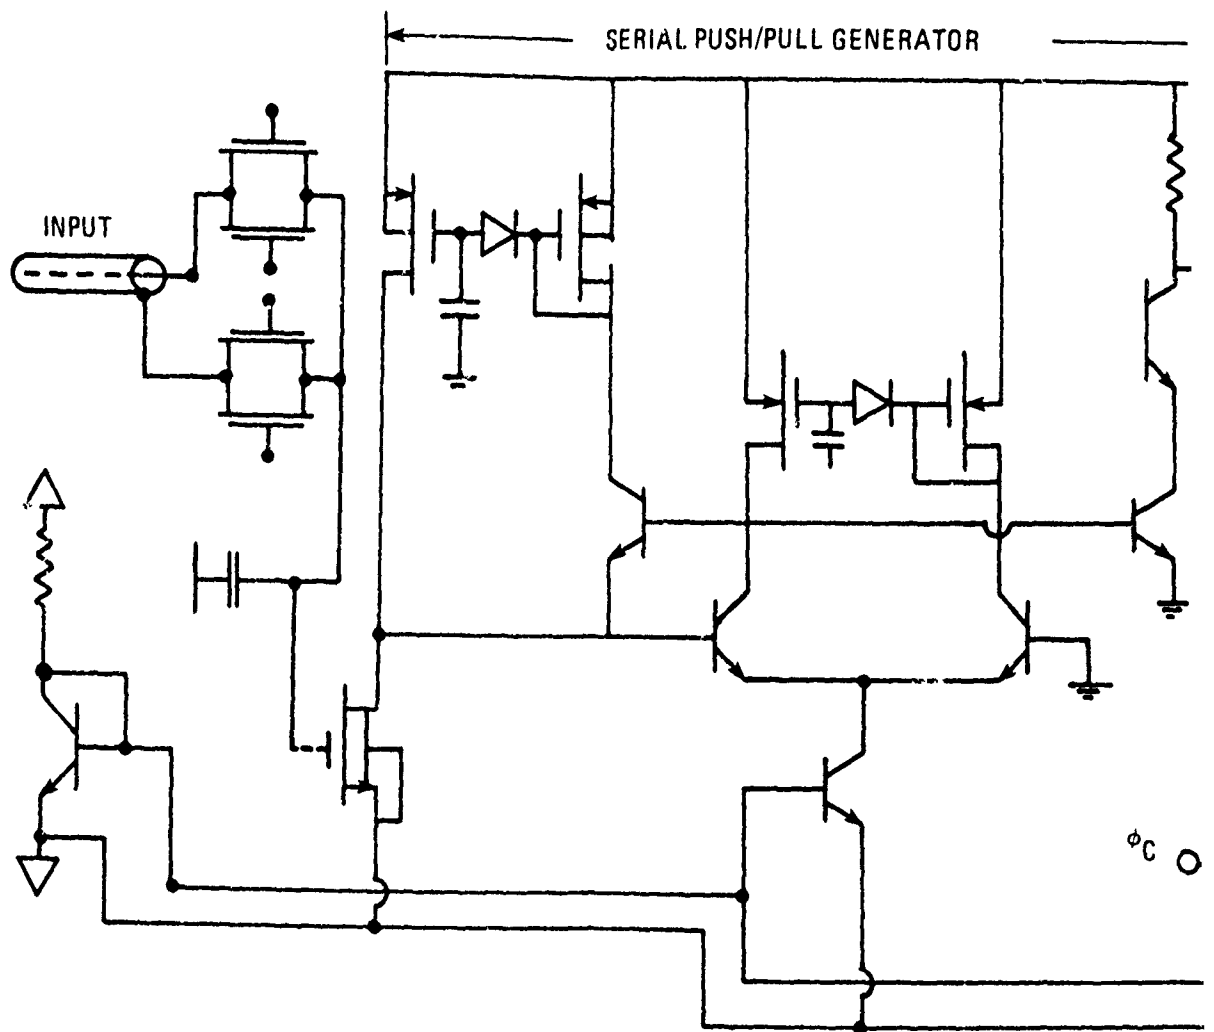 SERIAL PUSH/PULL GENERATOR
INPUT
ϕC